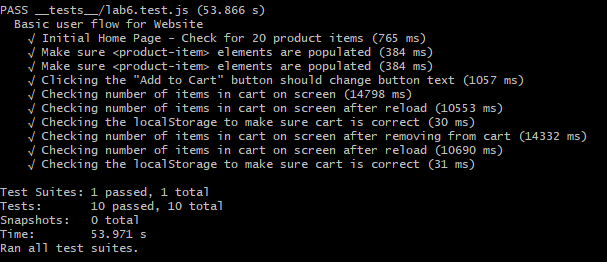 PASS __tests__/lab6.test.js (53.866 s)
Basic user flow for Website
√ Initial Home Page - Check for 20 product items (765 ms)
√ Make sure <product-item> elements are populated (384 ms)
√ Make sure <product-item> elements are populated (384 ms)
√ Clicking the "Add to Cart" button should change button text (1057 ms)
√ Checking number of items in cart on screen (14798 ms)
√ Checking number of items in cart on screen after reload (10553 ms)
√ Checking the localStorage to make sure cart is correct (30 ms)
√ Checking number of items in cart on screen after removing from cart (14332 ms)
√ Checking number of items in cart on screen after reload (10690 ms)
√ Checking the localStorage to make sure cart is correct (31 ms)
Test Suites: 1 passed, 1 total
Tests: 10 passed, 10 total
Snapshots: 0 total
Time: 53.971 s
Ran all test suites.